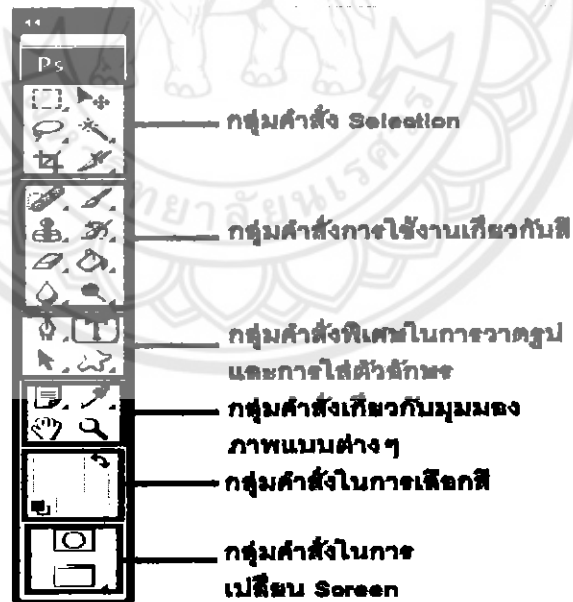 Ps
กลุ่มคำสั่ง Selection
กลุ่มคำสั่งการใช้งานเกี่ยวกับสี
กลุ่มคำสั่งพิเศษในการวาดรูป
และการใส่ตัวอักษร
กลุ่มคำสั่งเกี่ยวกับมุมมอง
ภาพแบบต่างๆ
กลุ่มคำสั่งในการเลือกสี
กลุ่มคำสั่งในการ
เปลี่ยน Screen